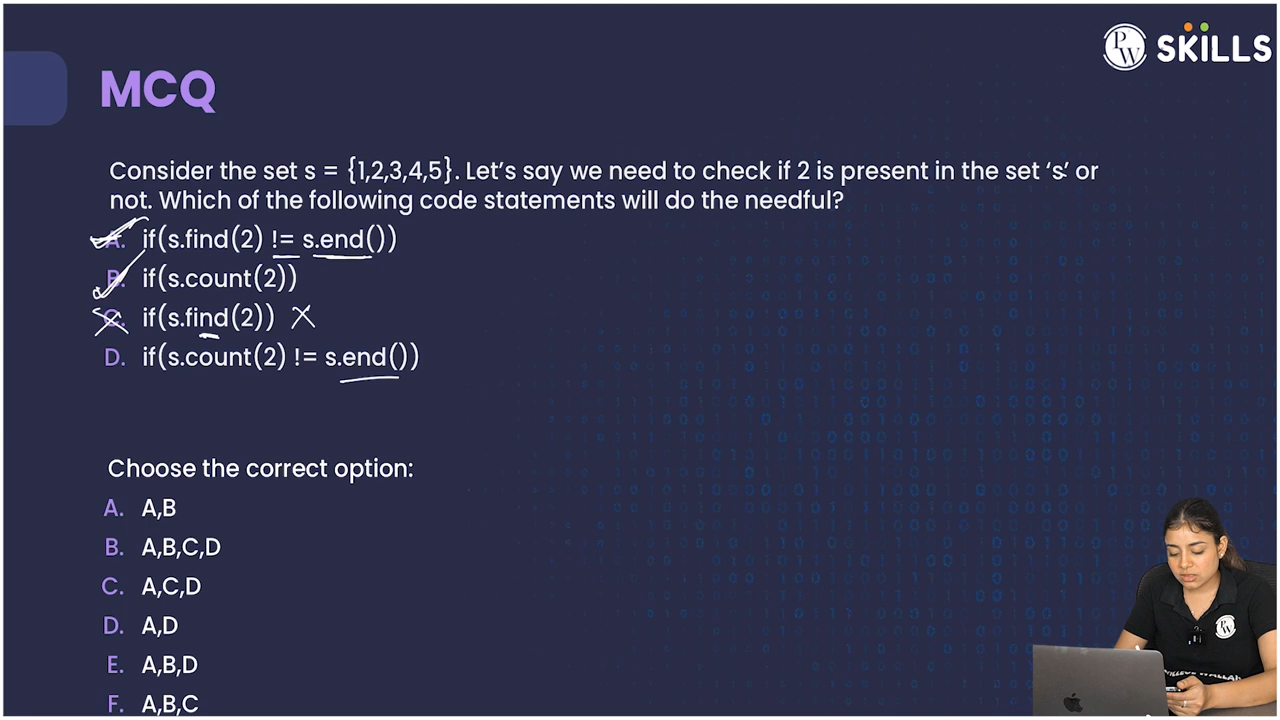 PW SKILLS
MCQ
Consider the set s = {1,2,3,4,5}. Let’s say we need to check if 2 is present in the set ‘s’ or
not. Which of the following code statements will do the needful?
A. if(s.find(2) != s.end())
B. if(s.count(2))
C. if(s.find(2))
D. if(s.count(2) != s.end())
Choose the correct option:
A. A,B
B. A,B,C,D
C. A,C,D
D. A,D
E. A,B,D
F. A,B,C
PW